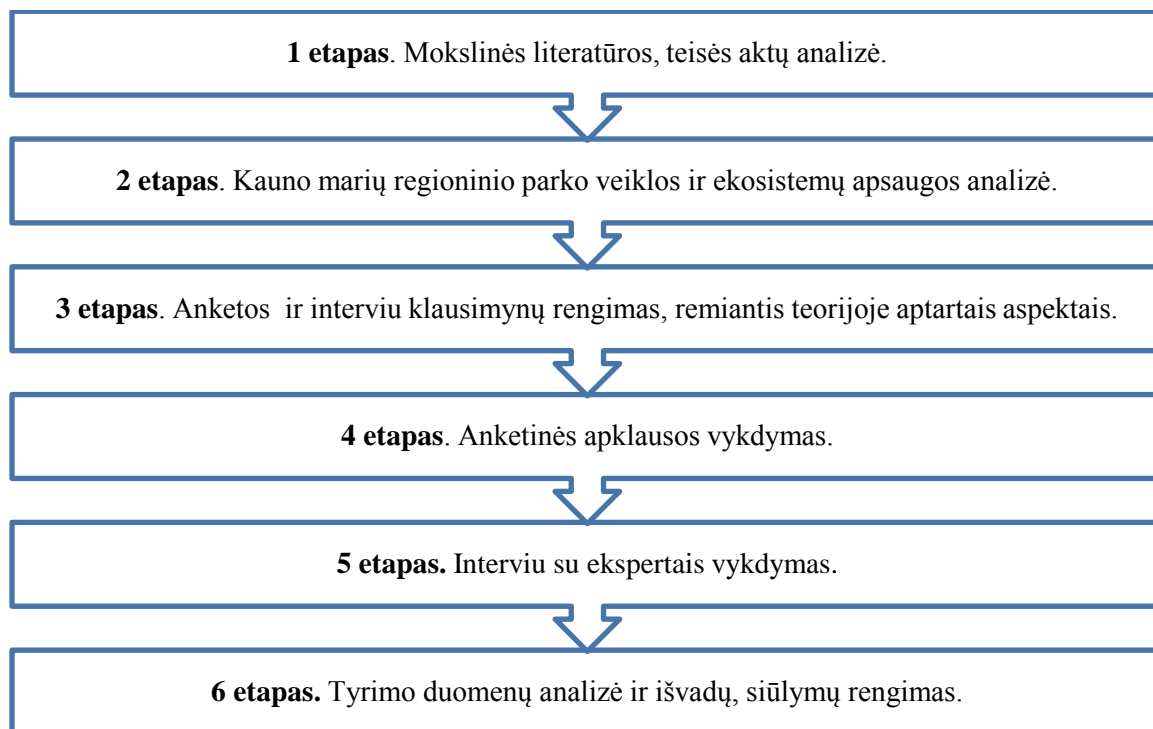 1 etapas. Mokslinės literatūros, teisės aktų analizė.
2 etapas. Kauno marių regioninio parko veiklos ir ekosistemų apsaugos analizė.
3 etapas. Anketos  ir interviu klausimynų rengimas, remiantis teorijoje aptartais aspektais.
4 etapas. Anketinės apklausos vykdymas.
5 etapas. Interviu su ekspertais vykdymas.
6 etapas. Tyrimo duomenų analizė ir išvadų, siūlymų rengimas.